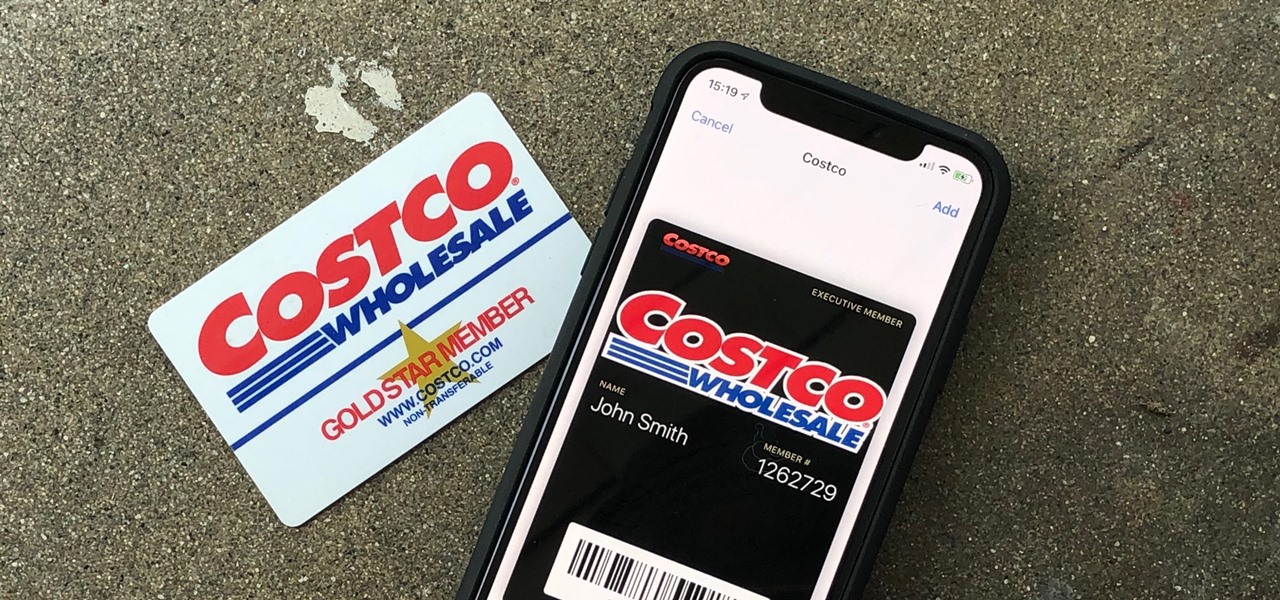 COSTCO®
WHOLESALE
GOLD STAR MEMBER
WWW.COSTCO.COM
NON-TRANSFERABLE
15:19
Cancel
Costco
Add
COSTCO
EXECUTIVE MEMBER
COSTCO
WHOLESALE
NAME
John Smith
MEMBER #
1262729